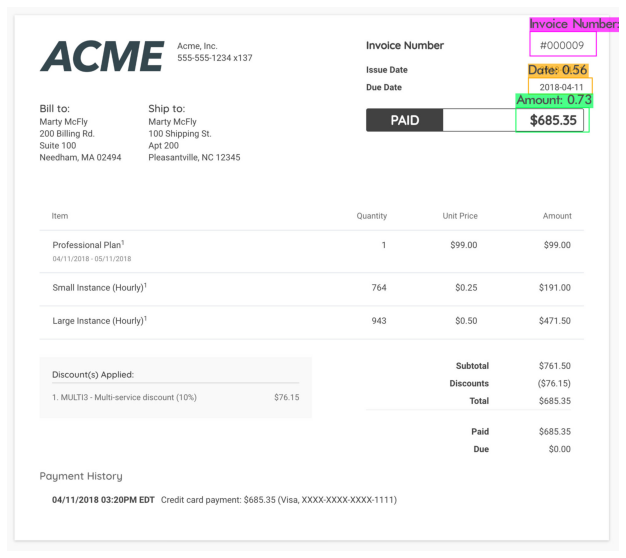 Invoice Number:
ACME
Acme, Inc.
555-555-1234 x137
Invoice Number
#000009
Issue Date
Date: 0.56
Due Date
2018-04-11
Amount: 0.73
PAID
$685.35
Bill to:
Marty McFly
200 Billing Rd.
Suite 100
Needham, MA 02494
Ship to:
Marty McFly
100 Shipping St.
Apt 200
Pleasantville, NC 12345
Item Quantity Unit Price Amount
Professional Plan¹ 1 $99.00 $99.00
04/11/2018 - 05/11/2018
Small Instance (Hourly)¹ 764 $0.25 $191.00
Large Instance (Hourly)¹ 943 $0.50 $471.50
Discount(s) Applied:
1. MULTI3 - Multi-service discount (10%) $76.15
Subtotal $761.50
Discounts ($76.15)
Total $685.35
Paid $685.35
Due $0.00
Payment History
04/11/2018 03:20PM EDT Credit card payment: $685.35 (Visa, XXXX-XXXX-XXXX-1111)